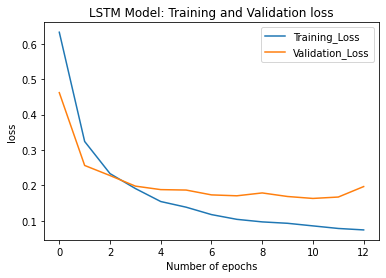 LSTM Model: Training and Validation loss
Training_Loss
Validation_Loss
0.6
0.5
0.4
0.3
0.2
0.1
loss
0 2 4 6 8 10 12
Number of epochs